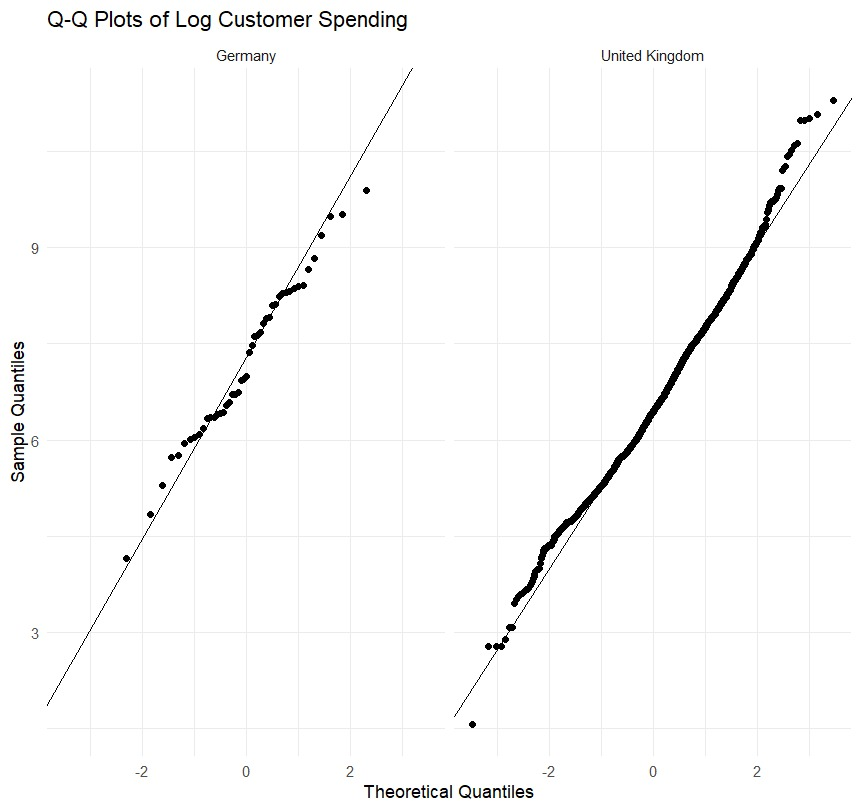 Q-Q Plots of Log Customer Spending
Germany
United Kingdom
Sample Quantiles
9
6
3
-2
0
2
-2
0
2
Theoretical Quantiles